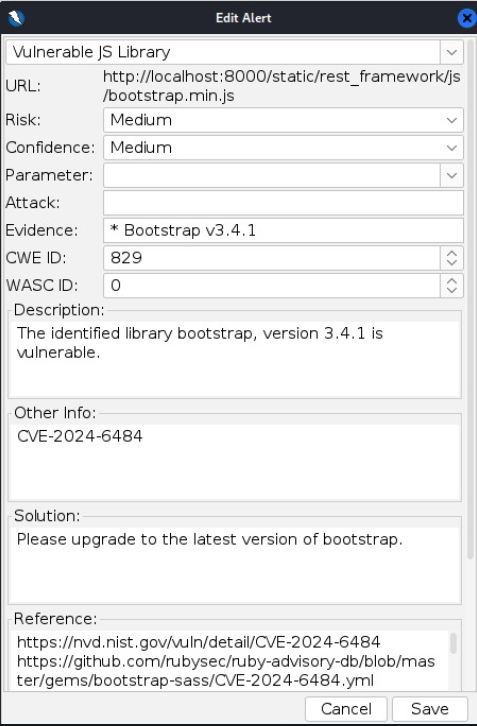 Edit Alert
Vulnerable JS Library
URL:
http://localhost:8000/static/rest_framework/js
/bootstrap.min.js
Risk:
Medium
Confidence:
Medium
Parameter:
Attack:
Evidence:
* Bootstrap v3.4.1
CWE ID:
829
WASC ID:
0
Description:
The identified library bootstrap, version 3.4.1 is
vulnerable.
Other Info:
CVE-2024-6484
Solution:
Please upgrade to the latest version of bootstrap.
Reference:
https://nvd.nist.gov/vuln/detail/CVE-2024-6484
https://github.com/rubysec/ruby-advisory-db/blob/mas
ter/gems/bootstrap-sass/CVE-2024-6484.yml
Cancel
Save